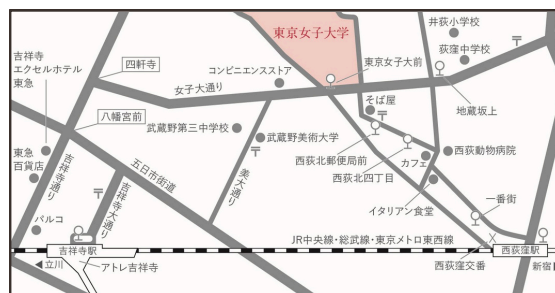 東京女子大学
井荻小学校
荻窪中学校
吉祥寺
エクセルホテル
東急
四軒寺
コンビニエンスストア
東京女子大前
女子大通り
地蔵坂上
そば屋
八幡宮前
武蔵野第三中学校
武蔵野美術大学
西荻北郵便局前
西荻動物病院
カフェ
西荻北四丁目
東急
百貨店
吉祥寺通り
五日市街道
美大通り
吉祥寺大通り
イタリアン食堂
一番街
パルコ
JR中央線・総武線・東京メトロ東西線
吉祥寺駅
西荻窪駅
立川
アトレ吉祥寺
西荻窪交番
新宿